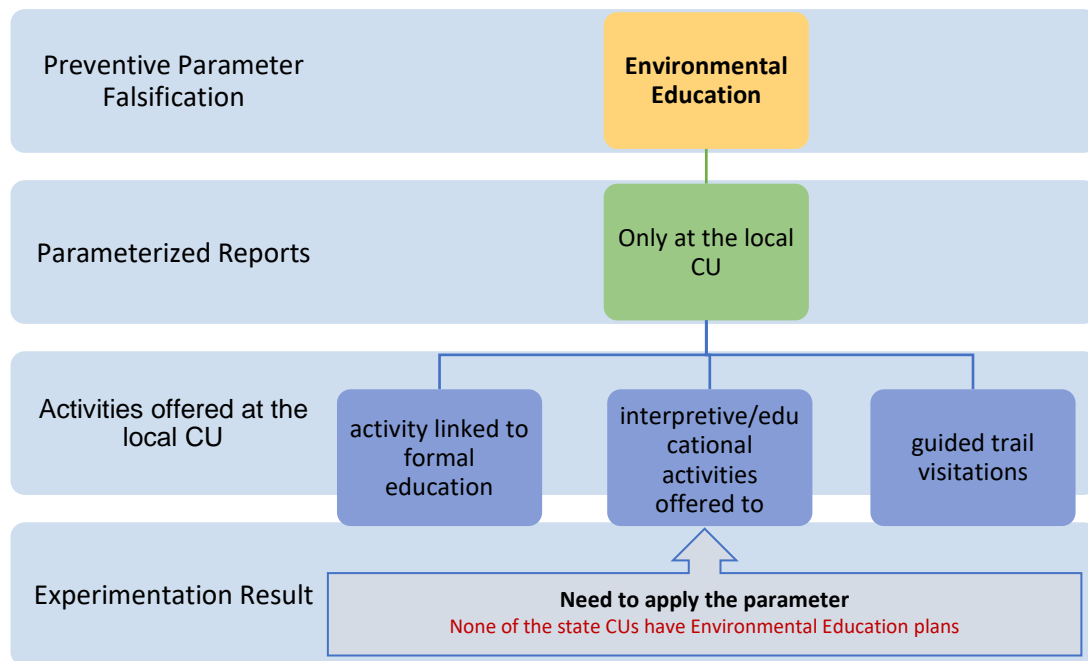 Preventive Parameter
Falsification
Environmental
Education
Parameterized Reports
Only at the local
CU
Activities offered at the
local CU
activity linked to
formal
education
interpretive/edu
cational
activities
offered to
guided trail
visitations
Experimentation Result
Need to apply the parameter
None of the state CUs have Environmental Education plans